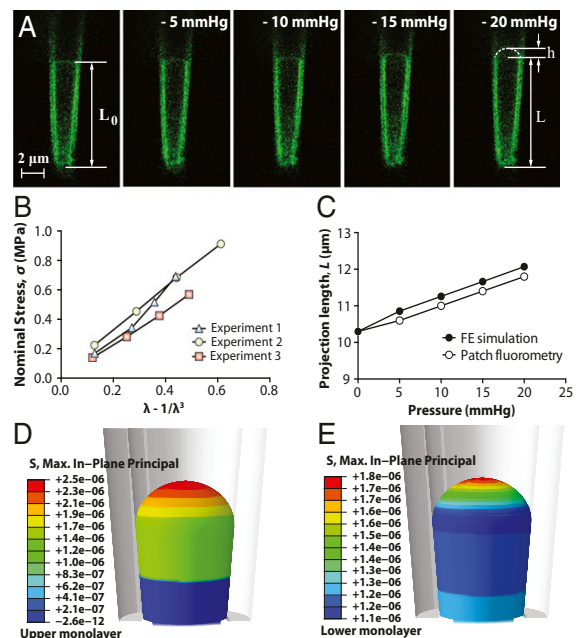 A
- 5 mmHg
- 10 mmHg
- 15 mmHg
- 20 mmHg
h
L0
L
2 μm
B
Nominal Stress, σ (MPa)
1.0
0.8
0.6
0.4
0.2
0.0
0.0 0.2 0.4 0.6 0.8
λ - 1/λ³
Experiment 1
Experiment 2
Experiment 3
C
Projection length, L (μm)
13
12
11
10
9
0 5 10 15 20 25
Pressure (mmHg)
FE simulation
Patch fluorometry
D
S, Max. In-Plane Principal
+2.5e-06
+2.3e-06
+2.1e-06
+1.9e-06
+1.7e-06
+1.4e-06
+1.2e-06
+1.0e-06
+8.3e-07
+6.2e-07
+4.1e-07
+2.1e-07
-2.6e-12
Upper monolayer
E
S, Max. In-Plane Principal
+1.8e-06
+1.7e-06
+1.7e-06
+1.6e-06
+1.6e-06
+1.5e-06
+1.4e-06
+1.4e-06
+1.3e-06
+1.3e-06
+1.2e-06
+1.2e-06
+1.1e-06
Lower monolayer